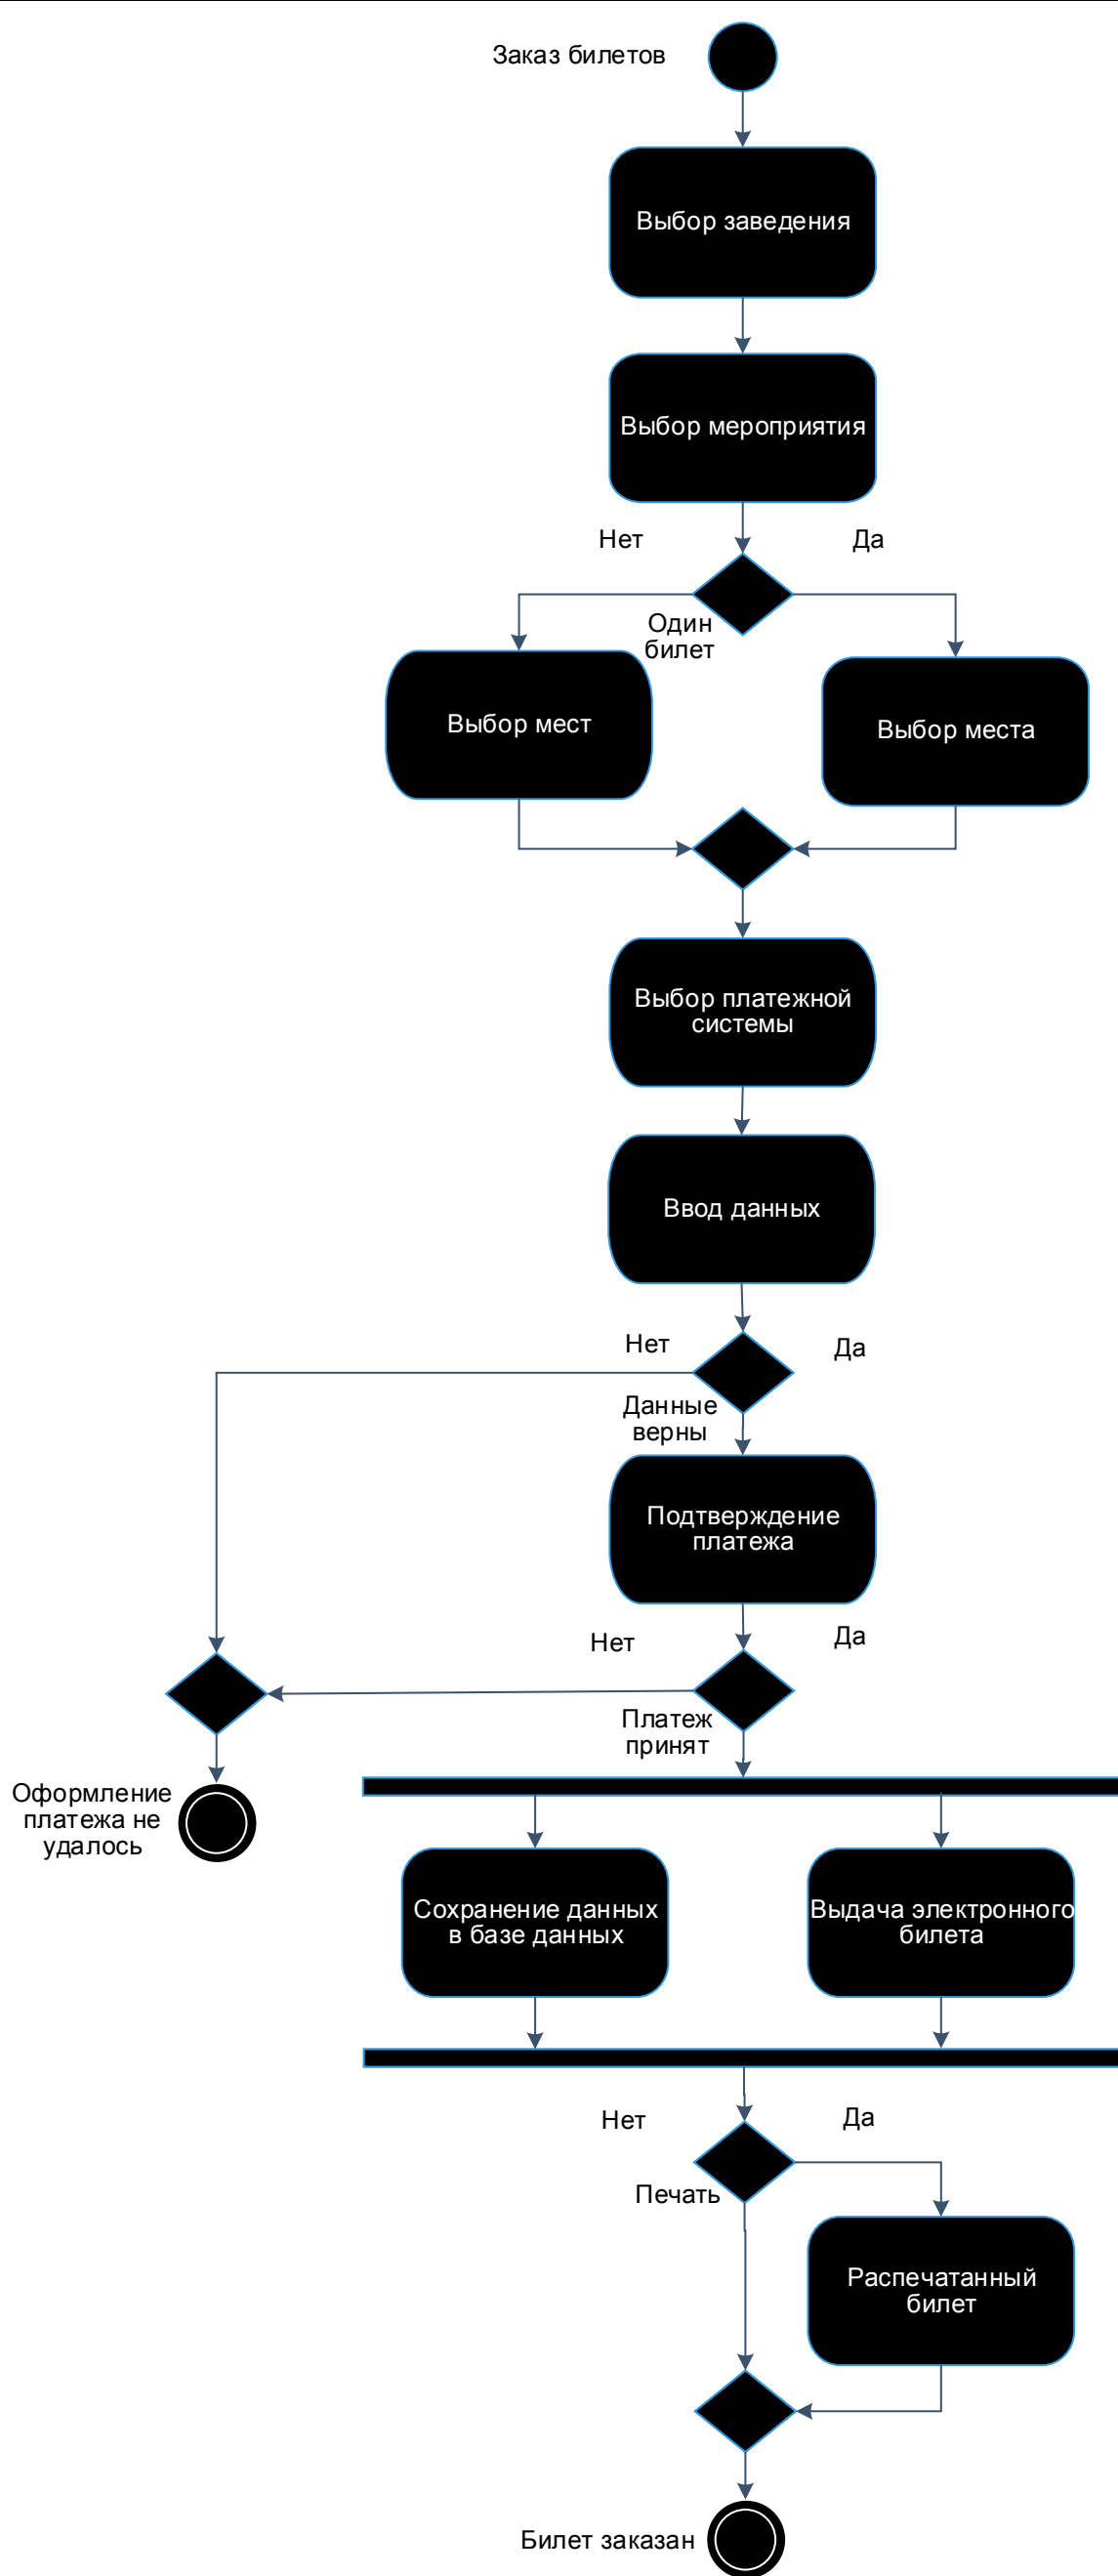 Заказ билетов
Выбор заведения
Выбор мероприятия
Нет
Да
Один
билет
Выбор мест
Выбор места
Выбор платежной
системы
Ввод данных
Нет
Да
Данные
верны
Подтверждение
платежа
Нет
Да
Платеж
принят
Оформление
платежа не
удалось
Сохранение данных
в базе данных
Выдача электронного
билета
Нет
Да
Печать
Распечатанный
билет
Билет заказан